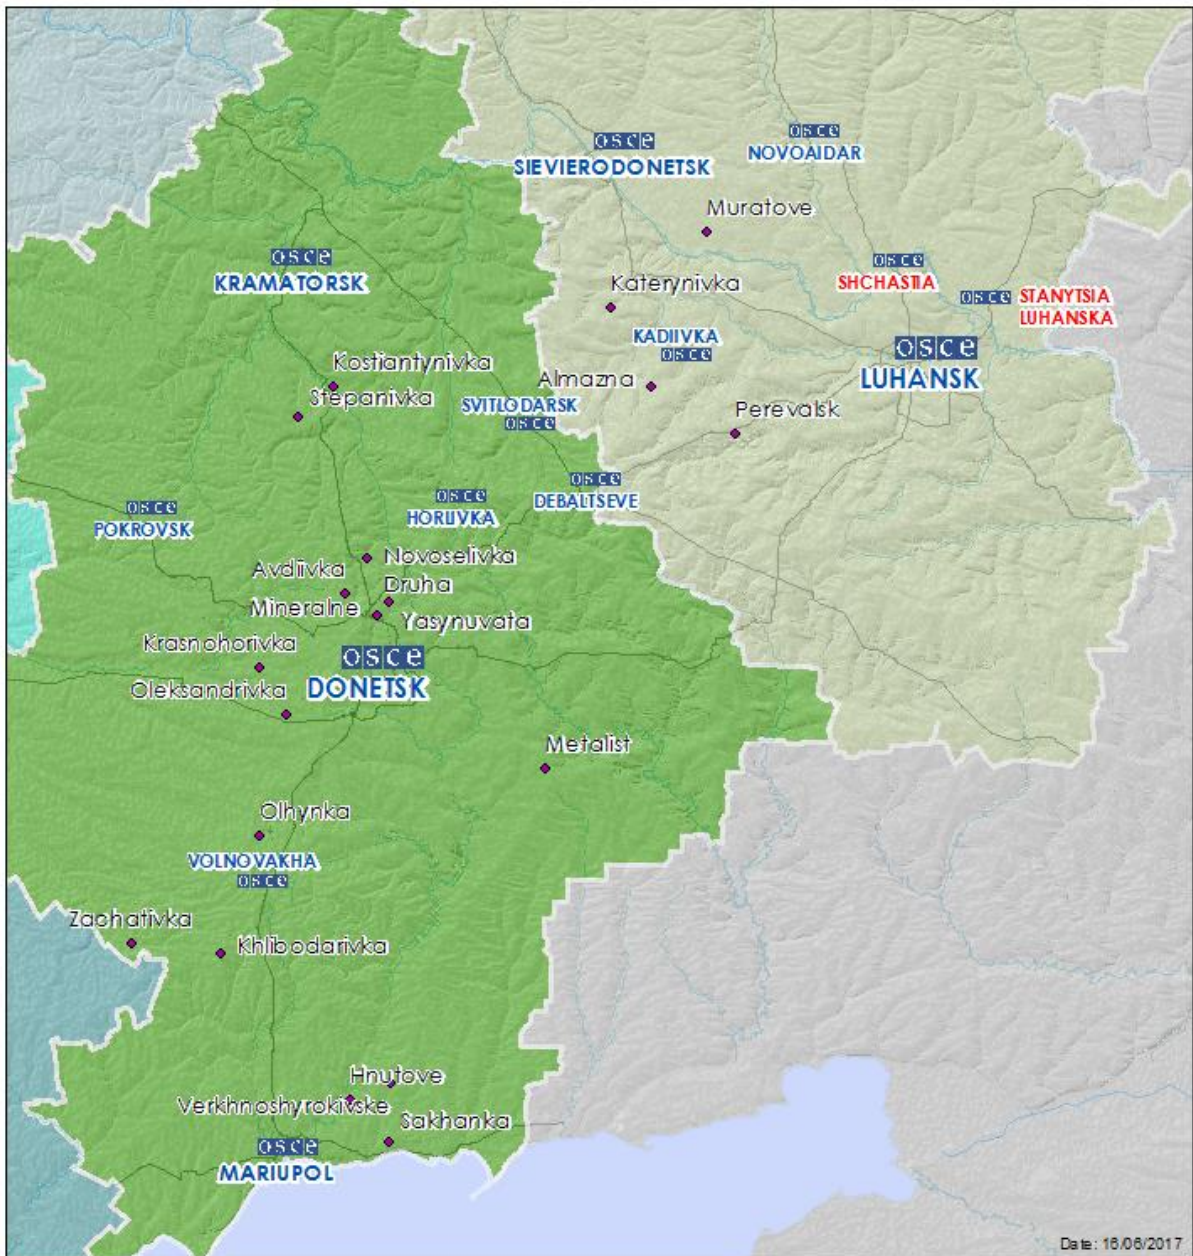 osce
SIEVIERODONETSK
osce
NOVOAIDAR
Muratove
osce
KRAMATORSK
osce
SHCHASTIA
Katerynivka
osce
STANYTSIA
LUHANSKA
KADIIVKA
osce
osce
LUHANSK
Kostiantynivka
Stepanivka
Almazna
SVITLODARSK
osce
Perevalsk
osce
POKROVSK
osce
HORLIVKA
osce
DEBALTSEVE
Novoselivka
Druha
Avdiivka
Mineralne
Yasynuvata
Krasnohorivka
osce
DONETSK
Oleksandrivka
Metalist
Olhynka
VOLNOVAKHA
osce
Zachativka
Khlibodarivka
Hnutove
Verkhnoshyrokivske
Sakhanka
osce
MARIUPOL
Date: 16/06/2017